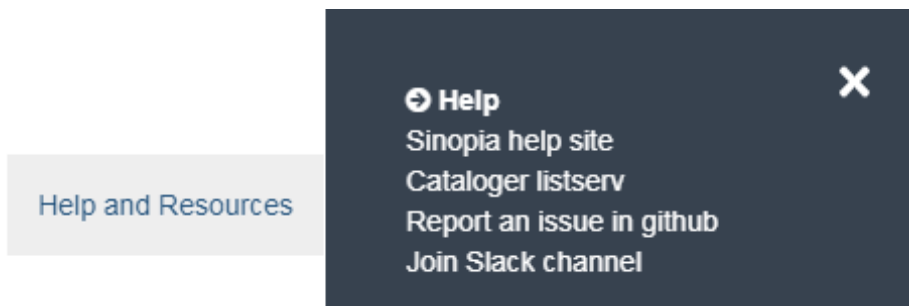 Help and Resources
Help
Sinopia help site
Cataloger listserv
Report an issue in github
Join Slack channel